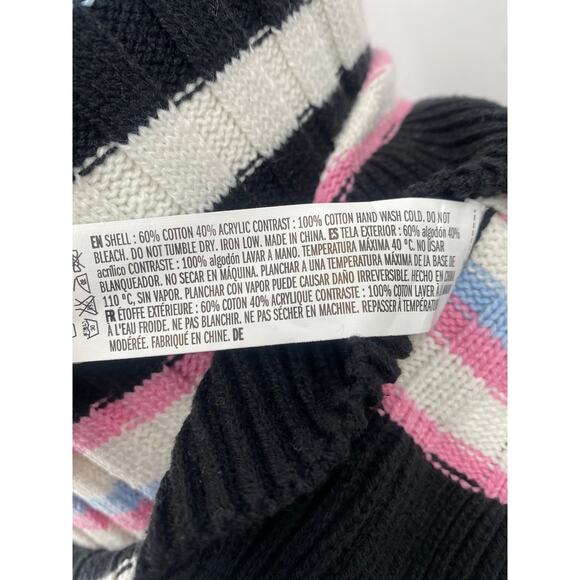 EN SHELL : 60% COTTON 40% ACRYLIC CONTRAST : 100% COTTON HAND WASH COLD. DO NOT
BLEACH. DO NOT TUMBLE DRY. IRON LOW. MADE IN CHINA. ES TELA EXTERIOR : 60% algodón 40%
acrílico CONTRASTE : 100% algodón LAVAR A MANO. TEMPERATURA MÁXIMA 40 °C. NO USAR
BLANQUEADOR. NO SECAR EN MÁQUINA. PLANCHAR A UNA TEMPERATURA MÁXIMA DE LA BASE DE
110 °C, SIN VAPOR. PLANCHAR CON VAPOR PUEDE CAUSAR DAÑO IRREVERSIBLE. HECHO EN CHINA
FR ÉTOFFE EXTÉRIEURE : 60% COTON 40% ACRYLIQUE CONTRASTE : 100% COTON LAVER À MAIN
À L'EAU FROIDE. NE PAS BLANCHIR. NE PAS SÉCHER EN MACHINE. REPASSER À TEMPÉRATURE
MODÉRÉE. FABRIQUÉ EN CHINE. DE